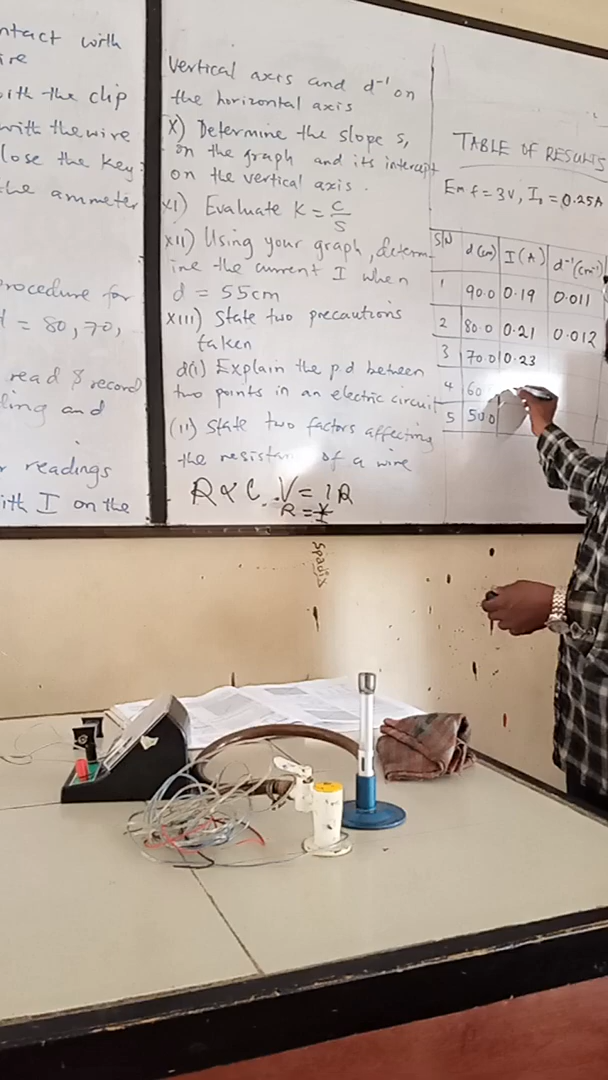 ntact with
ire
ith the clip
with the wire
lose the key
the ammeter
rocedure for
= 80, 70,
read & record
ling and
r readings
ith I on the
vertical axis and d⁻¹ on
the horizontal axis
X) Determine the slope s,
on the graph and its intercept
on the vertical axis.
XI) Evaluate K = C/S
XII) Using your graph, determ-
ine the current I when
d = 55cm
XIII) State two precautions
taken
d(i) Explain the p.d between
two points in an electric circuit
(ii) State two factors affecting
the resistan of a wire
R ∝ C V = IR
R =
Spadix
TABLE OF RESULTS
Emf = 3V, I₀ = 0.25A
S/N d(cm) I(A) d⁻¹(cm⁻¹)
1 90.0 0.19 0.011
2 80.0 0.21 0.012
3 70.0 0.23
4 60
5 50.0